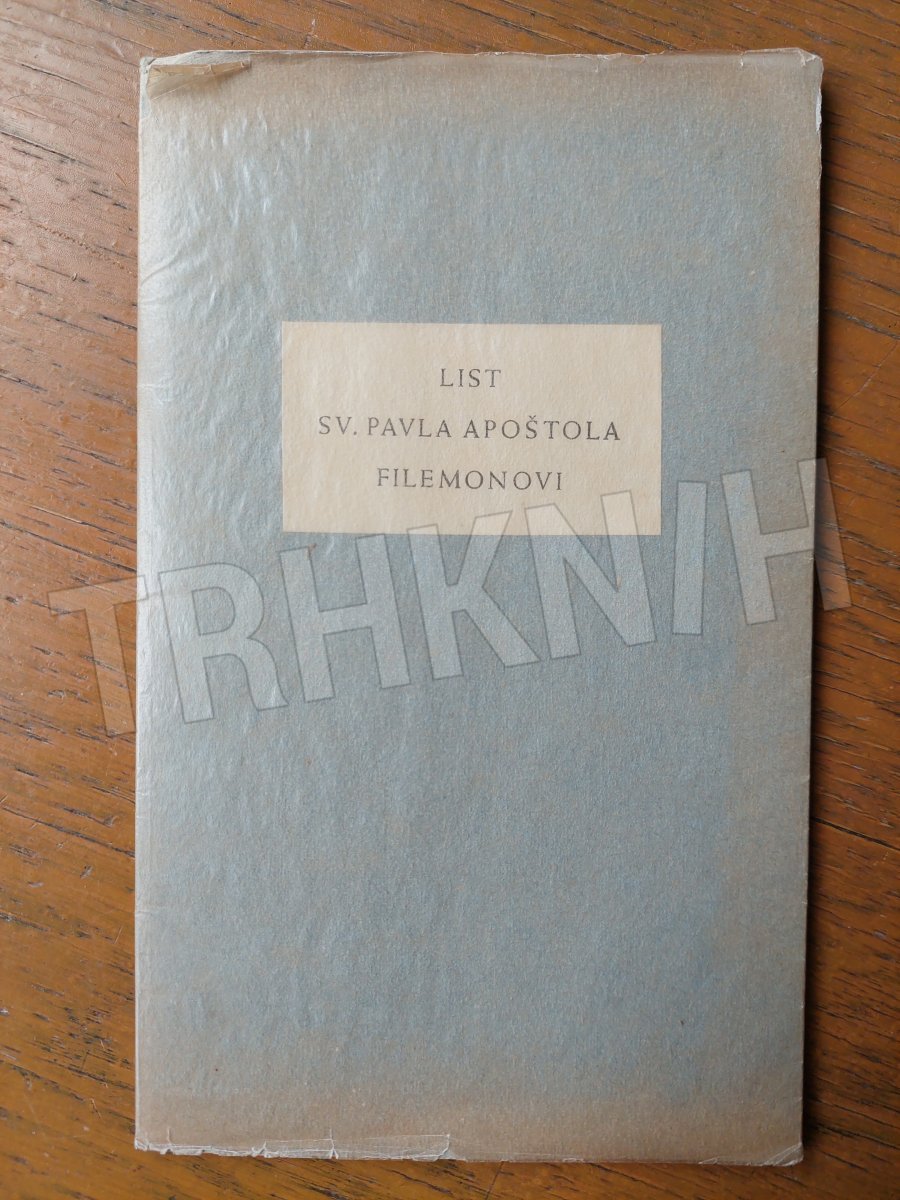 LIST
SV. PAVLA APOŠTOLA
FILEMONOVI
TRHKNIH